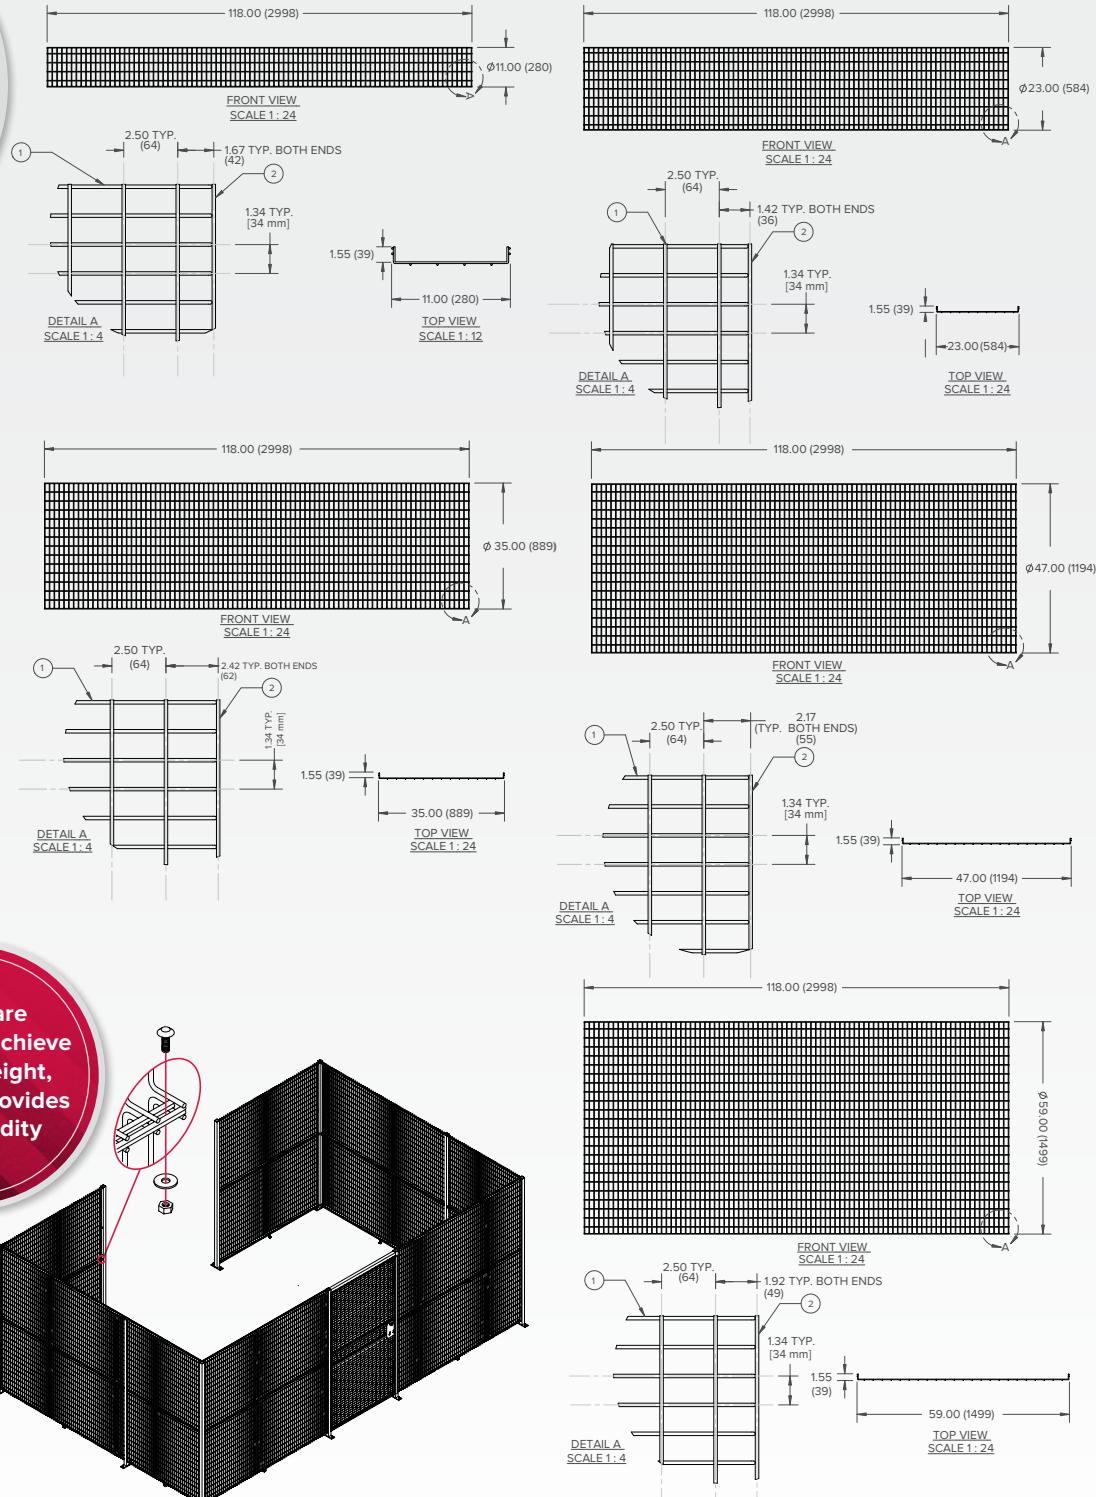 118.00 (2998)
Ø11.00 (280)
A
FRONT VIEW
SCALE 1 : 24
2.50 TYP.
(64)
1.67 TYP. BOTH ENDS
(42)
1
2
1.34 TYP.
[34 mm]
DETAIL A
SCALE 1 : 4
1.55 (39)
11.00 (280)
TOP VIEW
SCALE 1 : 12
118.00 (2998)
Ø23.00 (584)
A
FRONT VIEW
SCALE 1 : 24
2.50 TYP.
(64)
1.42 TYP. BOTH ENDS
(36)
1
2
1.34 TYP.
[34 mm]
DETAIL A
SCALE 1 : 4
1.55 (39)
23.00 (584)
TOP VIEW
SCALE 1 : 24
118.00 (2998)
Ø 35.00 (889)
A
FRONT VIEW
SCALE 1 : 24
2.50 TYP.
(64)
2.42 TYP. BOTH ENDS
(62)
1
2
1.34 TYP.
[34 mm]
DETAIL A
SCALE 1 : 4
1.55 (39)
35.00 (889)
TOP VIEW
SCALE 1 : 24
118.00 (2998)
Ø47.00 (1194)
A
FRONT VIEW
SCALE 1 : 24
2.50 TYP.
(64)
2.17
(TYP. BOTH ENDS)
(55)
1
2
1.34 TYP.
[34 mm]
DETAIL A
SCALE 1 : 4
1.55 (39)
47.00 (1194)
TOP VIEW
SCALE 1 : 24
are
chieve
eight,
ovides
dity
118.00 (2998)
Ø 59.00 (1499)
A
FRONT VIEW
SCALE 1 : 24
2.50 TYP.
(64)
1.92 TYP. BOTH ENDS
(49)
1
2
1.34 TYP.
[34 mm]
DETAIL A
SCALE 1 : 4
1.55
(39)
59.00 (1499)
TOP VIEW
SCALE 1 : 24